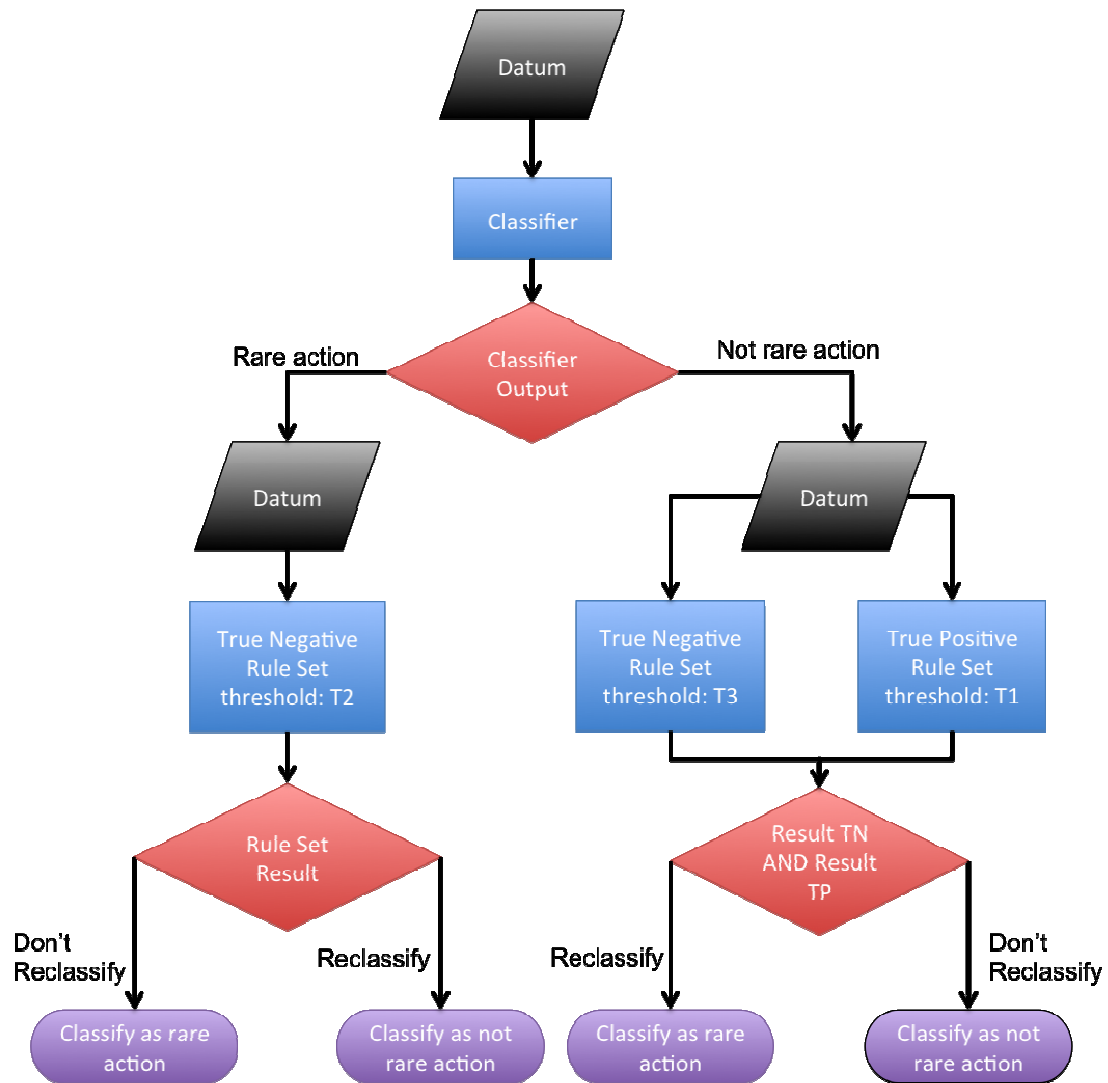 Datum
Classifier
Classifier
Output
Rare action
Not rare action
Datum
Datum
True Negative
Rule Set
threshold: T2
True Negative
Rule Set
threshold: T3
True Positive
Rule Set
threshold: T1
Rule Set
Result
Result TN
AND Result
TP
Don't
Reclassify
Reclassify
Reclassify
Don't
Reclassify
Classify as rare
action
Classify as not
rare action
Classify as rare
action
Classify as not
rare action